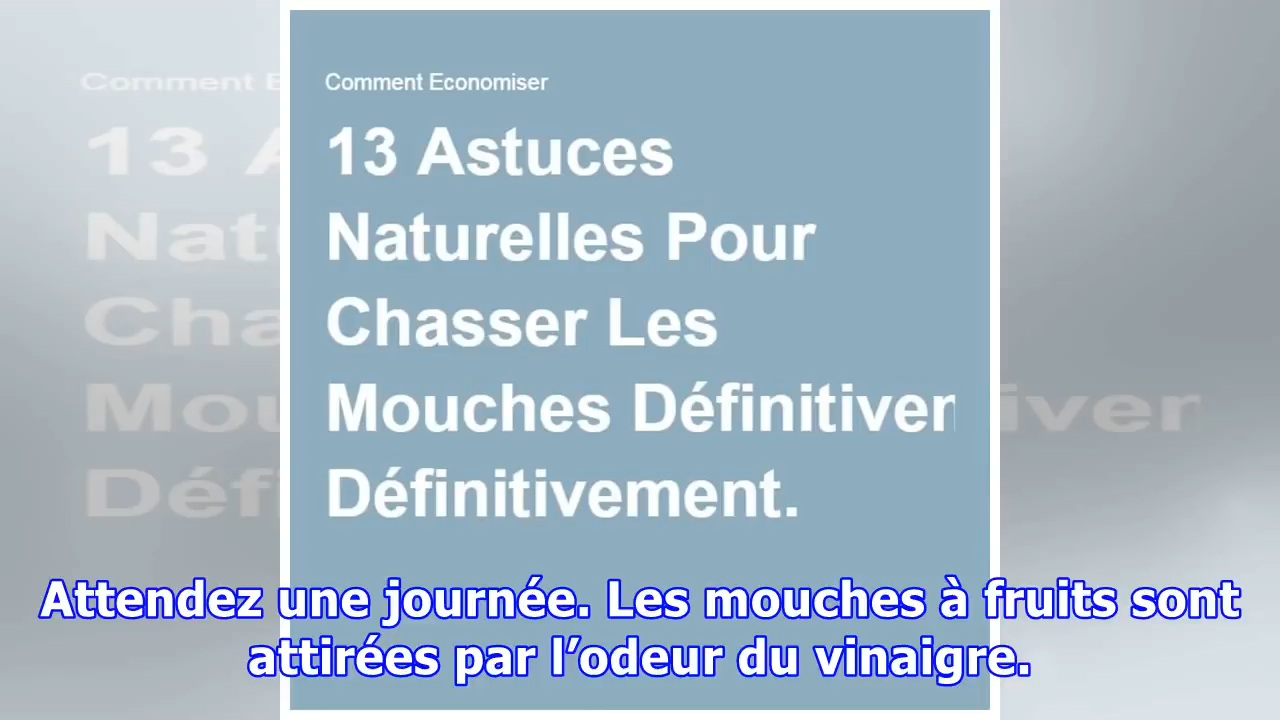 Comment Economiser
13 Astuces
Naturelles Pour
Chasser Les
Mouches Définitiver
Définitivement.
Attendez une journée. Les mouches à fruits sont
attirées par l’odeur du vinaigre.